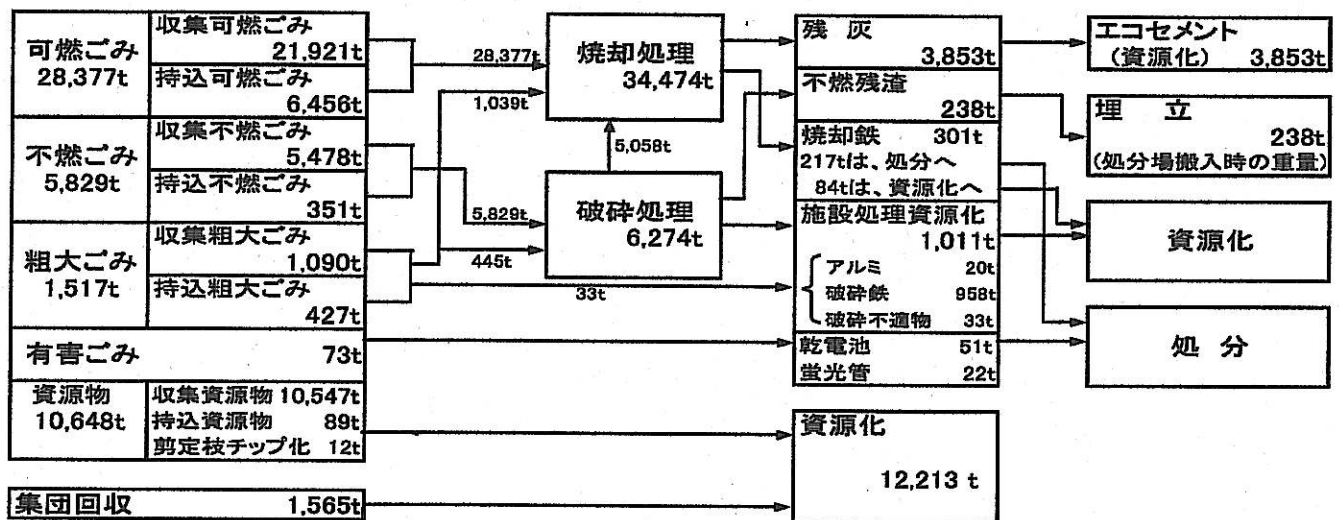 可燃ごみ
28,377t
収集可燃ごみ
21,921t
持込可燃ごみ
6,456t
不燃ごみ
5,829t
収集不燃ごみ
5,478t
持込不燃ごみ
351t
粗大ごみ
1,517t
収集粗大ごみ
1,090t
持込粗大ごみ
427t
有害ごみ 73t
資源物
10,648t
収集資源物 10,547t
持込資源物 89t
剪定枝チップ化 12t
集団回収 1,565t
28,377t
1,039t
5,829t
445t
33t
焼却処理
34,474t
5,058t
破砕処理
6,274t
残 灰
3,853t
不燃残渣
238t
焼却鉄 301t
217tは、処分へ
84tは、資源化へ
施設処理資源化
1,011t
アルミ 20t
破砕鉄 958t
破砕不適物 33t
乾電池 51t
蛍光管 22t
資源化
12,213 t
エコセメント
(資源化) 3,853t
埋 立
238t
(処分場搬入時の重量)
資源化
処 分